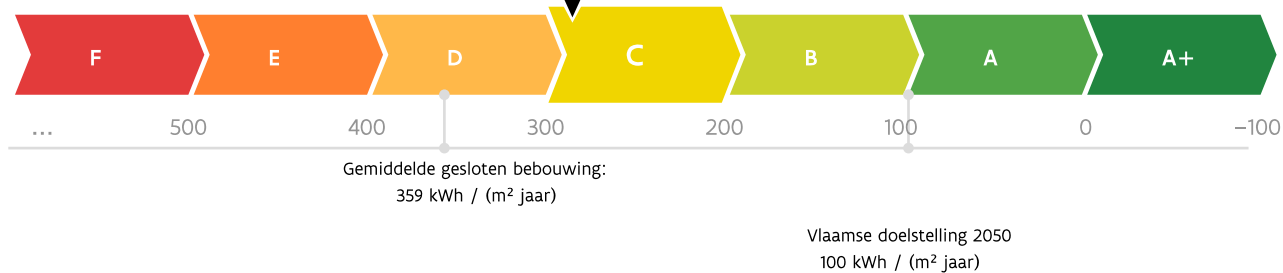 F E D C B A A+
... 500 400 300 200 100 0 –100
Gemiddelde gesloten bebouwing:
359 kWh / (m² jaar)
Vlaamse doelstelling 2050
100 kWh / (m² jaar)